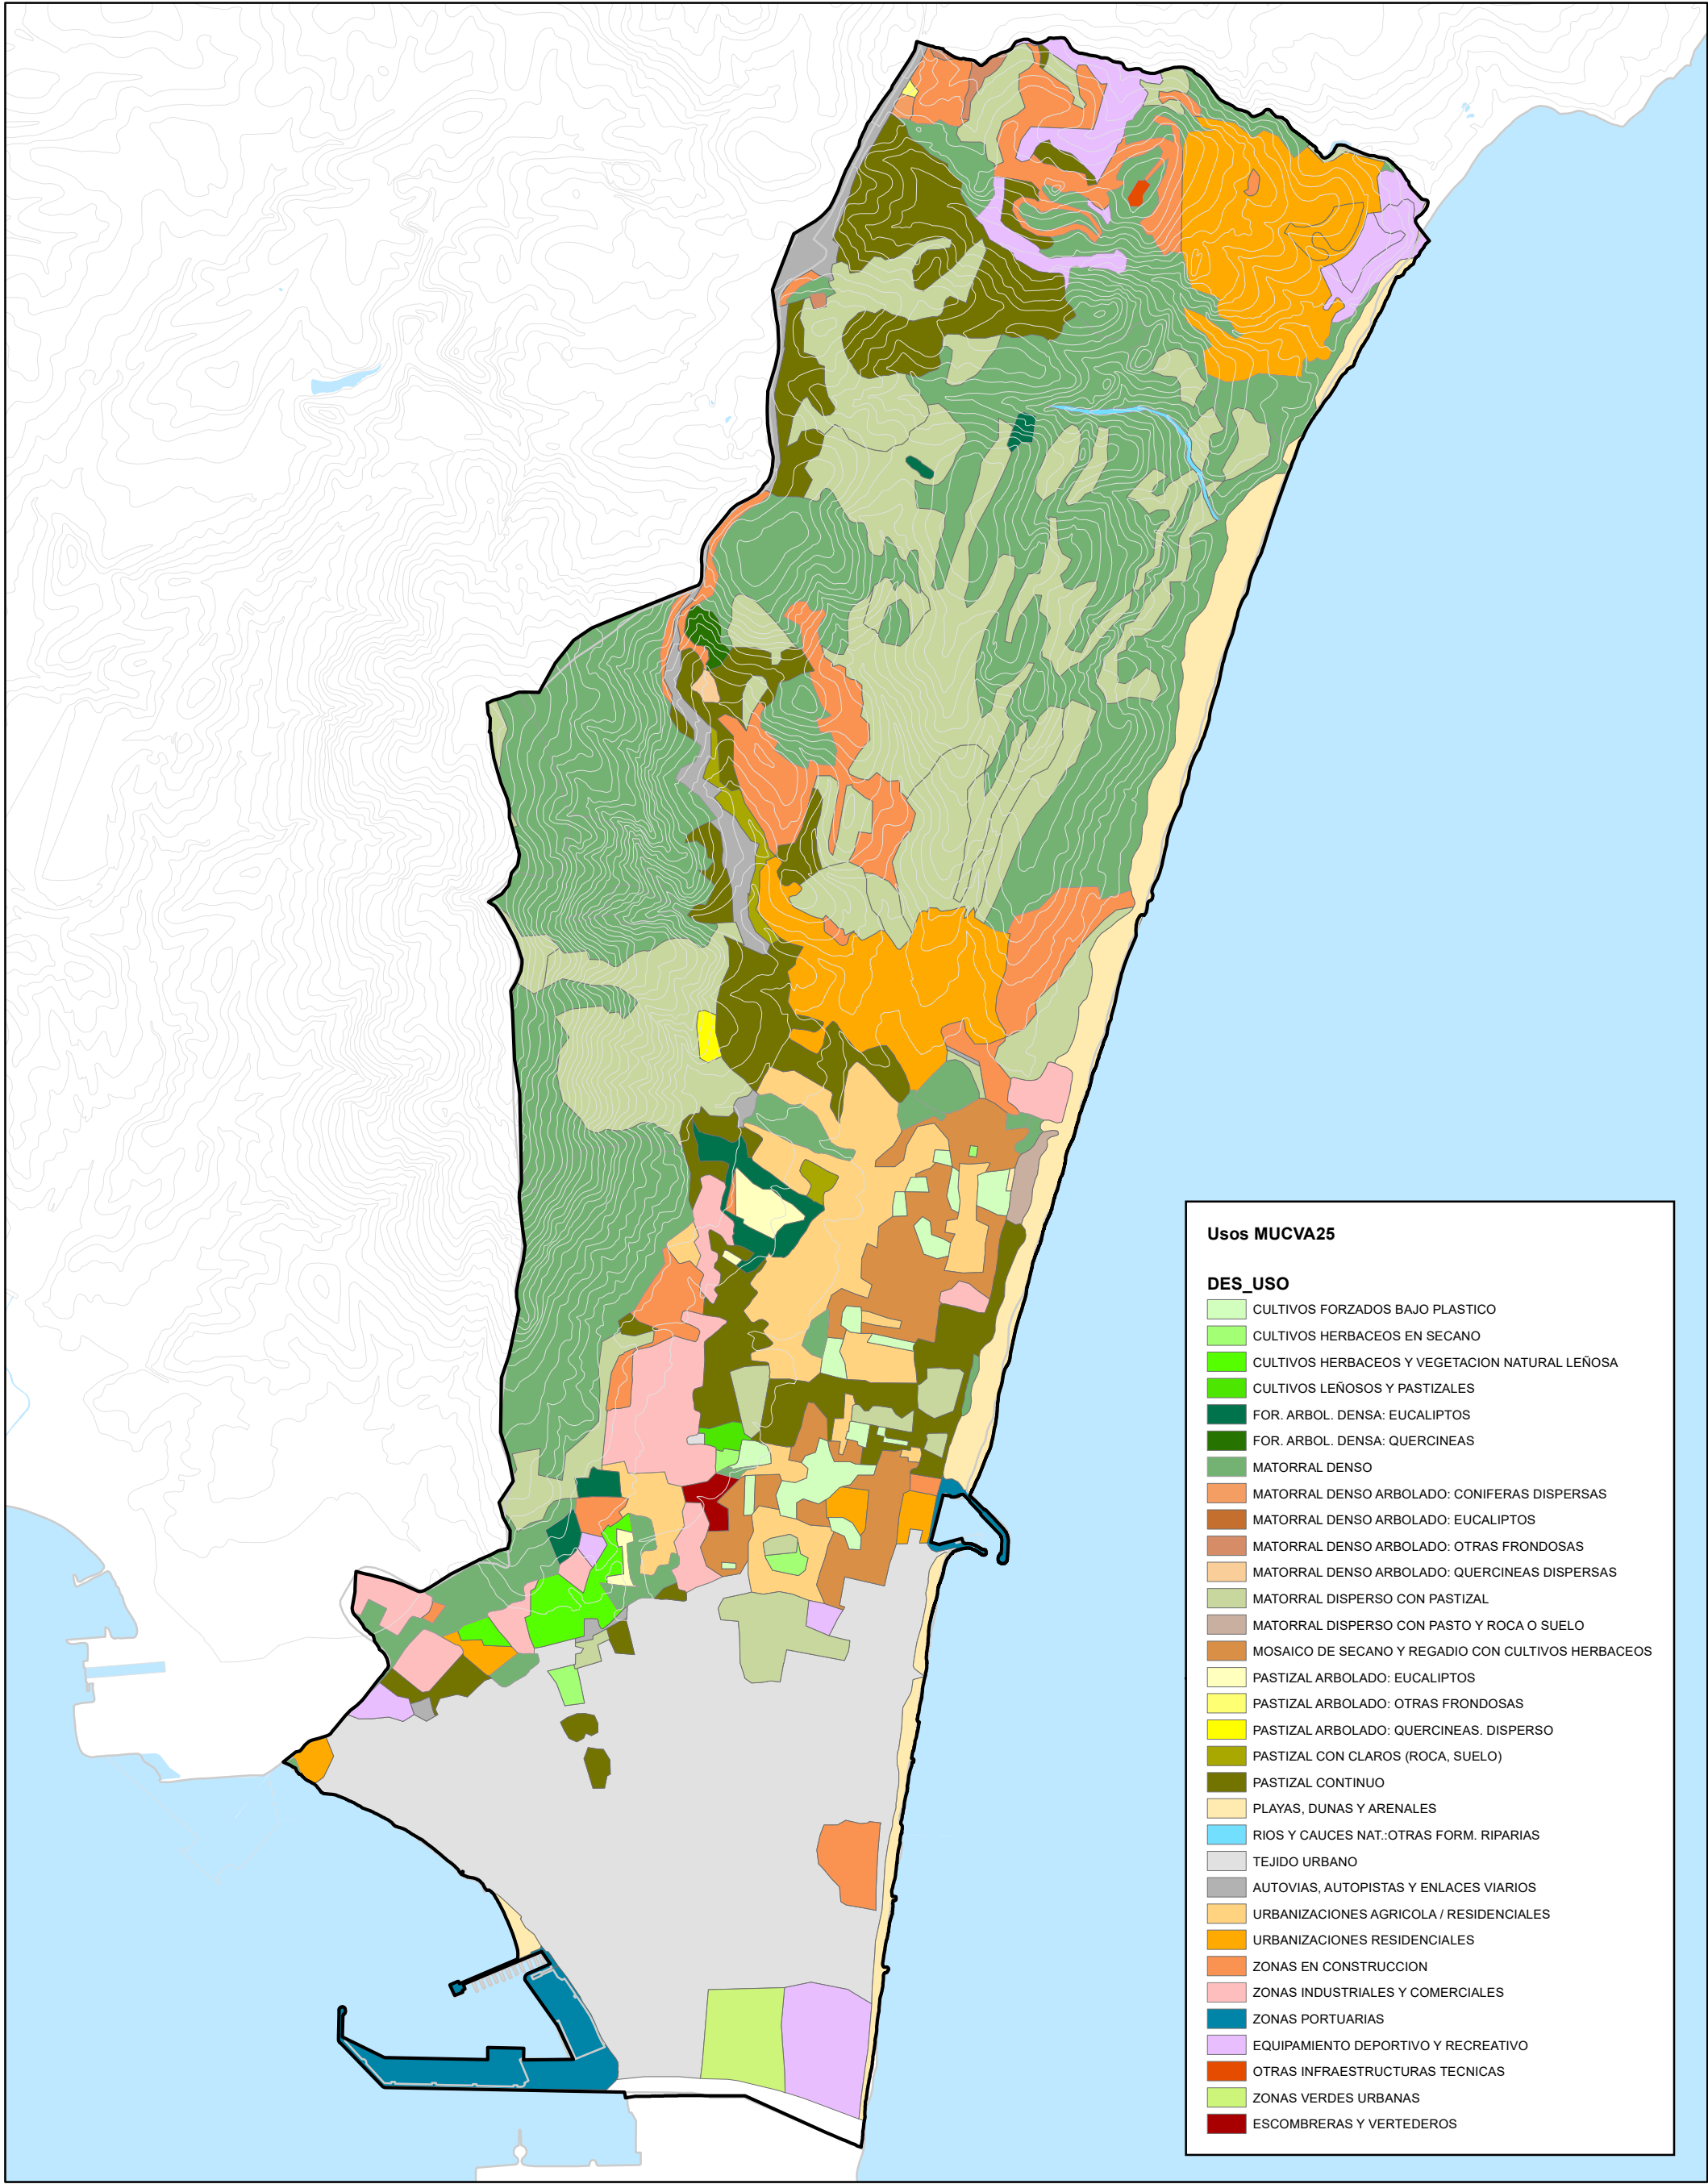 Usos MUCVA25
DES_USO
CULTIVOS FORZADOS BAJO PLASTICO
CULTIVOS HERBACEOS EN SECANO
CULTIVOS HERBACEOS Y VEGETACION NATURAL LEÑOSA
CULTIVOS LEÑOSOS Y PASTIZALES
FOR. ARBOL. DENSA: EUCALIPTOS
FOR. ARBOL. DENSA: QUERCINEAS
MATORRAL DENSO
MATORRAL DENSO ARBOLADO: CONIFERAS DISPERSAS
MATORRAL DENSO ARBOLADO: EUCALIPTOS
MATORRAL DENSO ARBOLADO: OTRAS FRONDOSAS
MATORRAL DENSO ARBOLADO: QUERCINEAS DISPERSAS
MATORRAL DISPERSO CON PASTIZAL
MATORRAL DISPERSO CON PASTO Y ROCA O SUELO
MOSAICO DE SECANO Y REGADIO CON CULTIVOS HERBACEOS
PASTIZAL ARBOLADO: EUCALIPTOS
PASTIZAL ARBOLADO: OTRAS FRONDOSAS
PASTIZAL ARBOLADO: QUERCINEAS. DISPERSO
PASTIZAL CON CLAROS (ROCA, SUELO)
PASTIZAL CONTINUO
PLAYAS, DUNAS Y ARENALES
RIOS Y CAUCES NAT.:OTRAS FORM. RIPARIAS
TEJIDO URBANO
AUTOVIAS, AUTOPISTAS Y ENLACES VIARIOS
URBANIZACIONES AGRICOLA / RESIDENCIALES
URBANIZACIONES RESIDENCIALES
ZONAS EN CONSTRUCCION
ZONAS INDUSTRIALES Y COMERCIALES
ZONAS PORTUARIAS
EQUIPAMIENTO DEPORTIVO Y RECREATIVO
OTRAS INFRAESTRUCTURAS TECNICAS
ZONAS VERDES URBANAS
ESCOMBRERAS Y VERTEDEROS